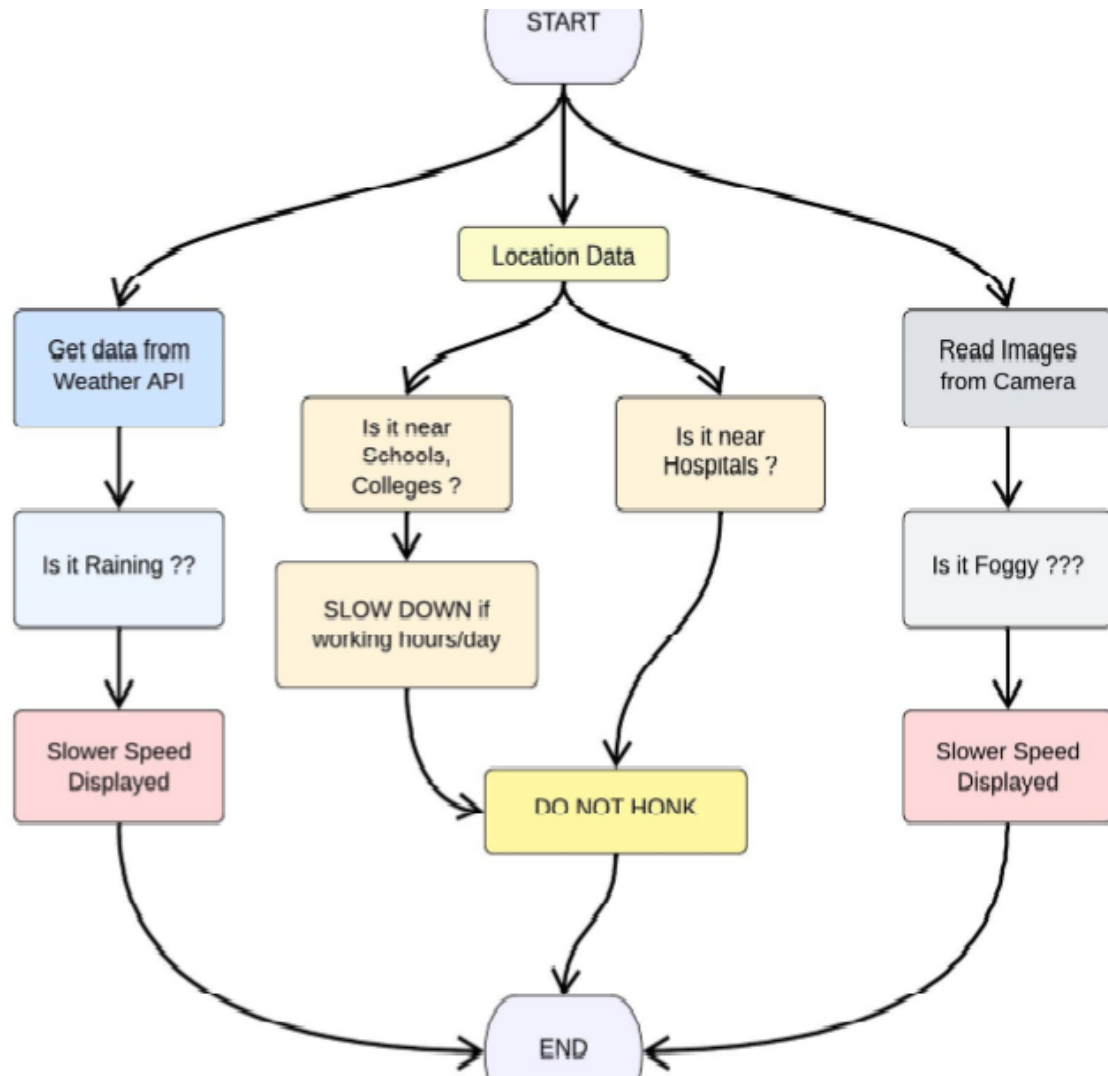 START
Location Data
Get data from
Weather API
Read Images
from Camera
Is it near
Schools,
Colleges ?
Is it near
Hospitals ?
Is it Raining ??
Is it Foggy ???
SLOW DOWN if
working hours/day
Slower Speed
Displayed
Slower Speed
Displayed
DO NOT HONK
END